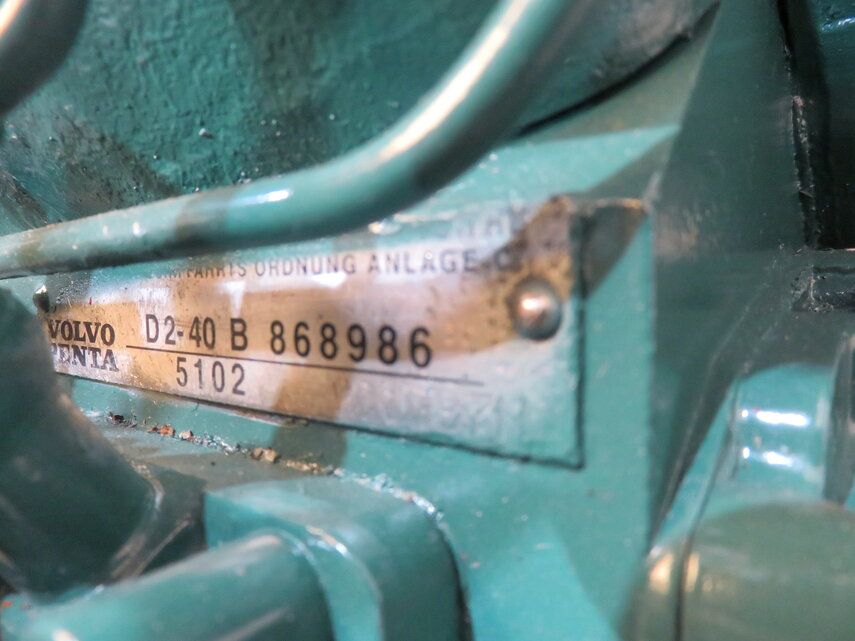 FAHRTS ORDNUNG ANLAGE-C
VOLVO
PENTA
D2-40 B 868986
5102